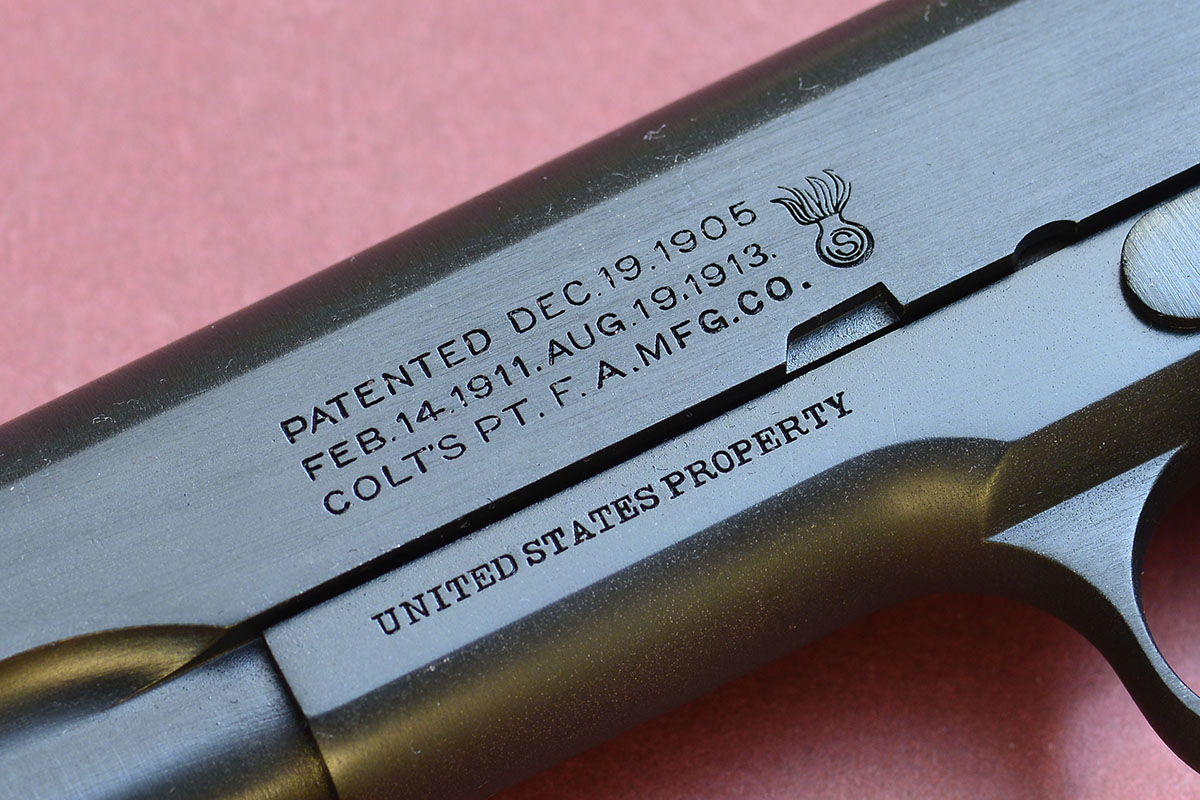 PATENTED DEC.19.1905
FEB.14.1911.AUG.19.1913.
COLT'S PT. F. A.MFG.CO.
S
UNITED STATES PROPERTY